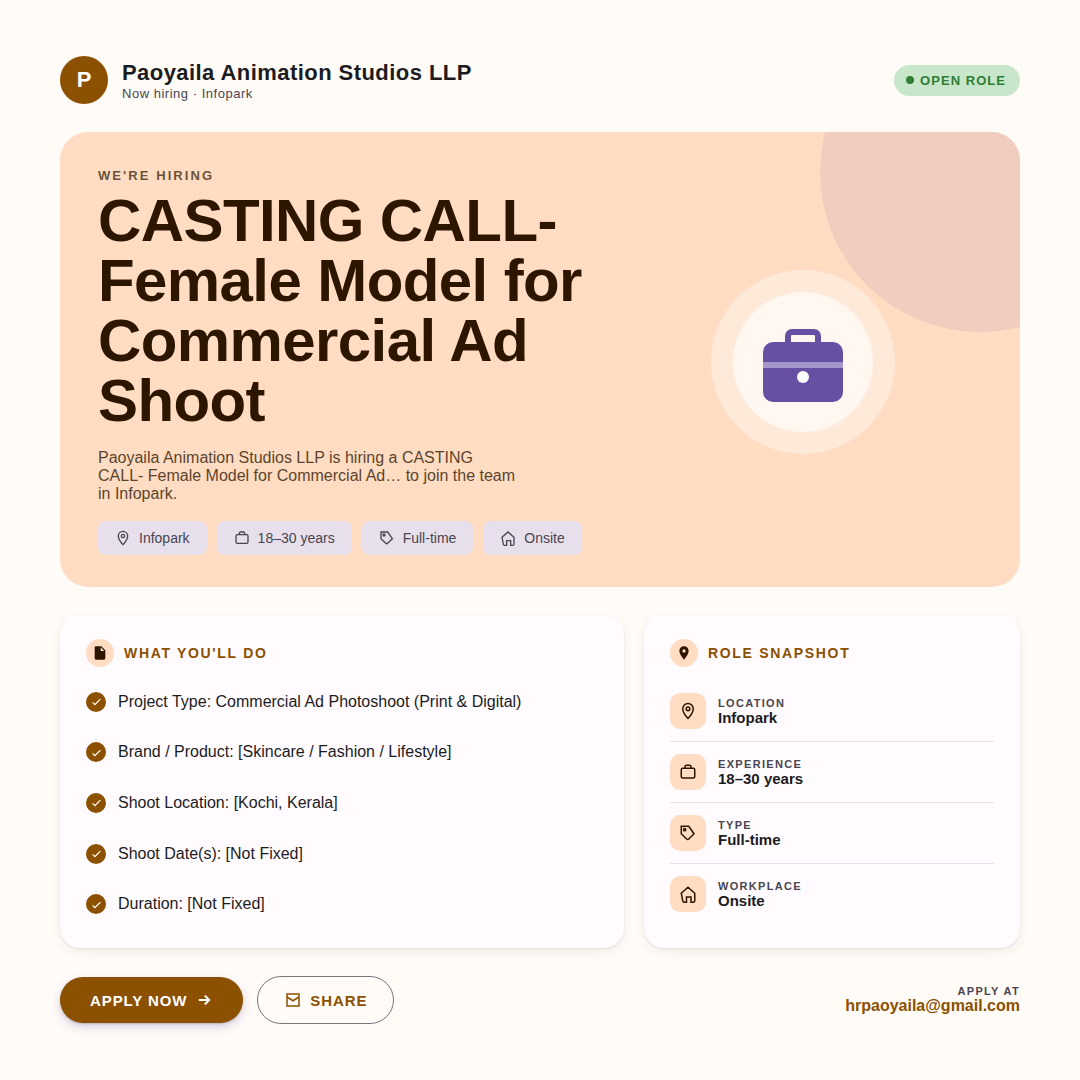 P
Paoyaila Animation Studios LLP
Now hiring · Infopark
OPEN ROLE
WE'RE HIRING
CASTING CALL-
Female Model for
Commercial Ad
Shoot
Paoyaila Animation Studios LLP is hiring a CASTING
CALL- Female Model for Commercial Ad… to join the team
in Infopark.
Infopark
18–30 years
Full-time
Onsite
WHAT YOU'LL DO
Project Type: Commercial Ad Photoshoot (Print & Digital)
Brand / Product: [Skincare / Fashion / Lifestyle]
Shoot Location: [Kochi, Kerala]
Shoot Date(s): [Not Fixed]
Duration: [Not Fixed]
ROLE SNAPSHOT
LOCATION
Infopark
EXPERIENCE
18–30 years
TYPE
Full-time
WORKPLACE
Onsite
APPLY NOW
SHARE
APPLY AT
hrpaoyaila@gmail.com